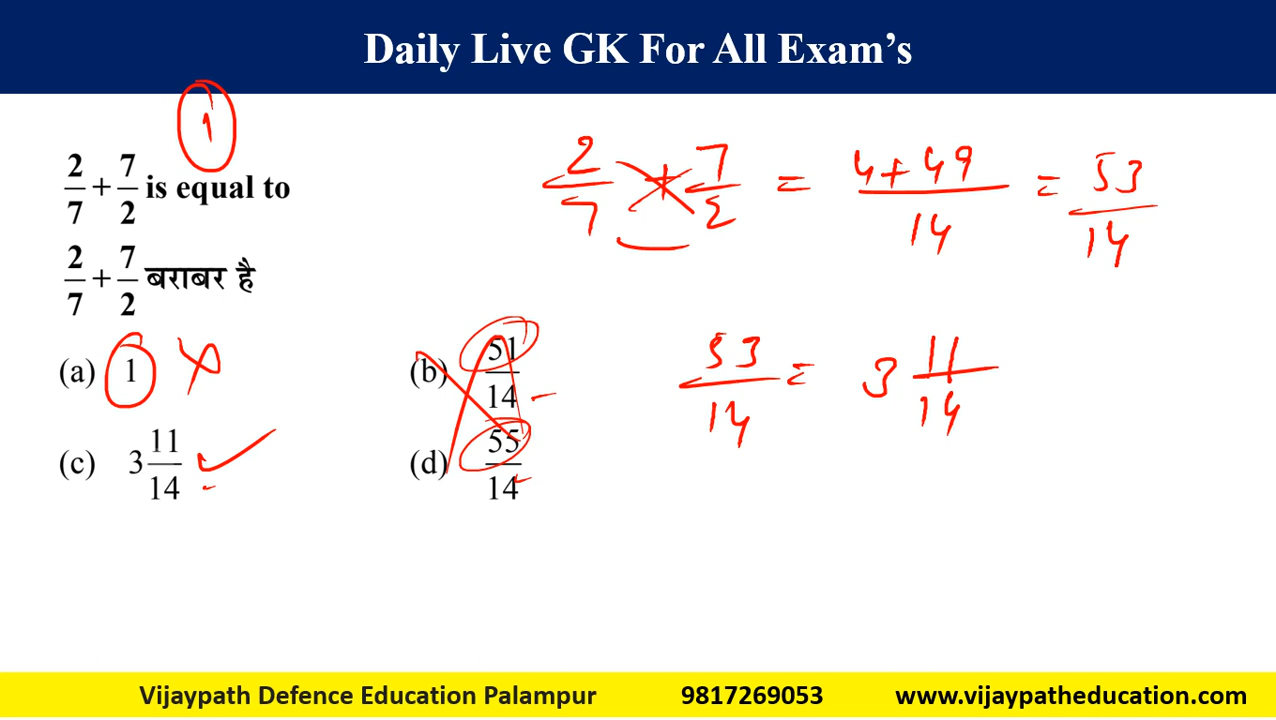 Daily Live GK For All Exam's
1
2/7 + 7/2 is equal to
2/7 + 7/2 बराबर है
2/7 + 7/2 = 4+49/14 = 53/14
(a) 1
(b) 51/14
53/14 = 3 11/14
(c) 3 11/14
(d) 55/14
Vijaypath Defence Education Palampur 9817269053 www.vijaypatheducation.com